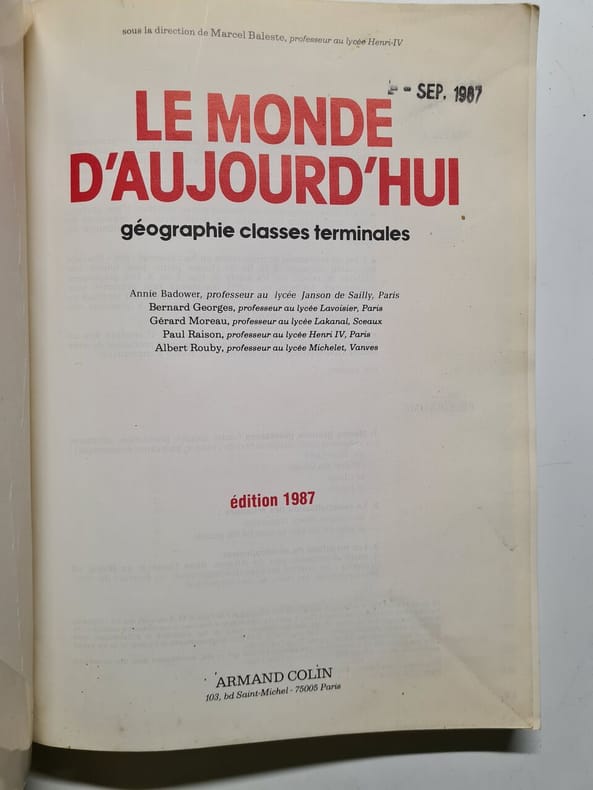 sous la direction de Marcel Baleste, professeur au lycée Henri-IV
- SEP. 1987
LE MONDE
D'AUJOURD'HUI
géographie classes terminales
Annie Badower, professeur au lycée Janson de Sailly, Paris
Bernard Georges, professeur au lycée Lavoisier, Paris
Gérard Moreau, professeur au lycée Lakanal, Sceaux
Paul Raison, professeur au lycée Henri IV, Paris
Albert Rouby, professeur au lycée Michelet, Vanves
édition 1987
ARMAND COLIN
103, bd Saint-Michel - 75005 Paris